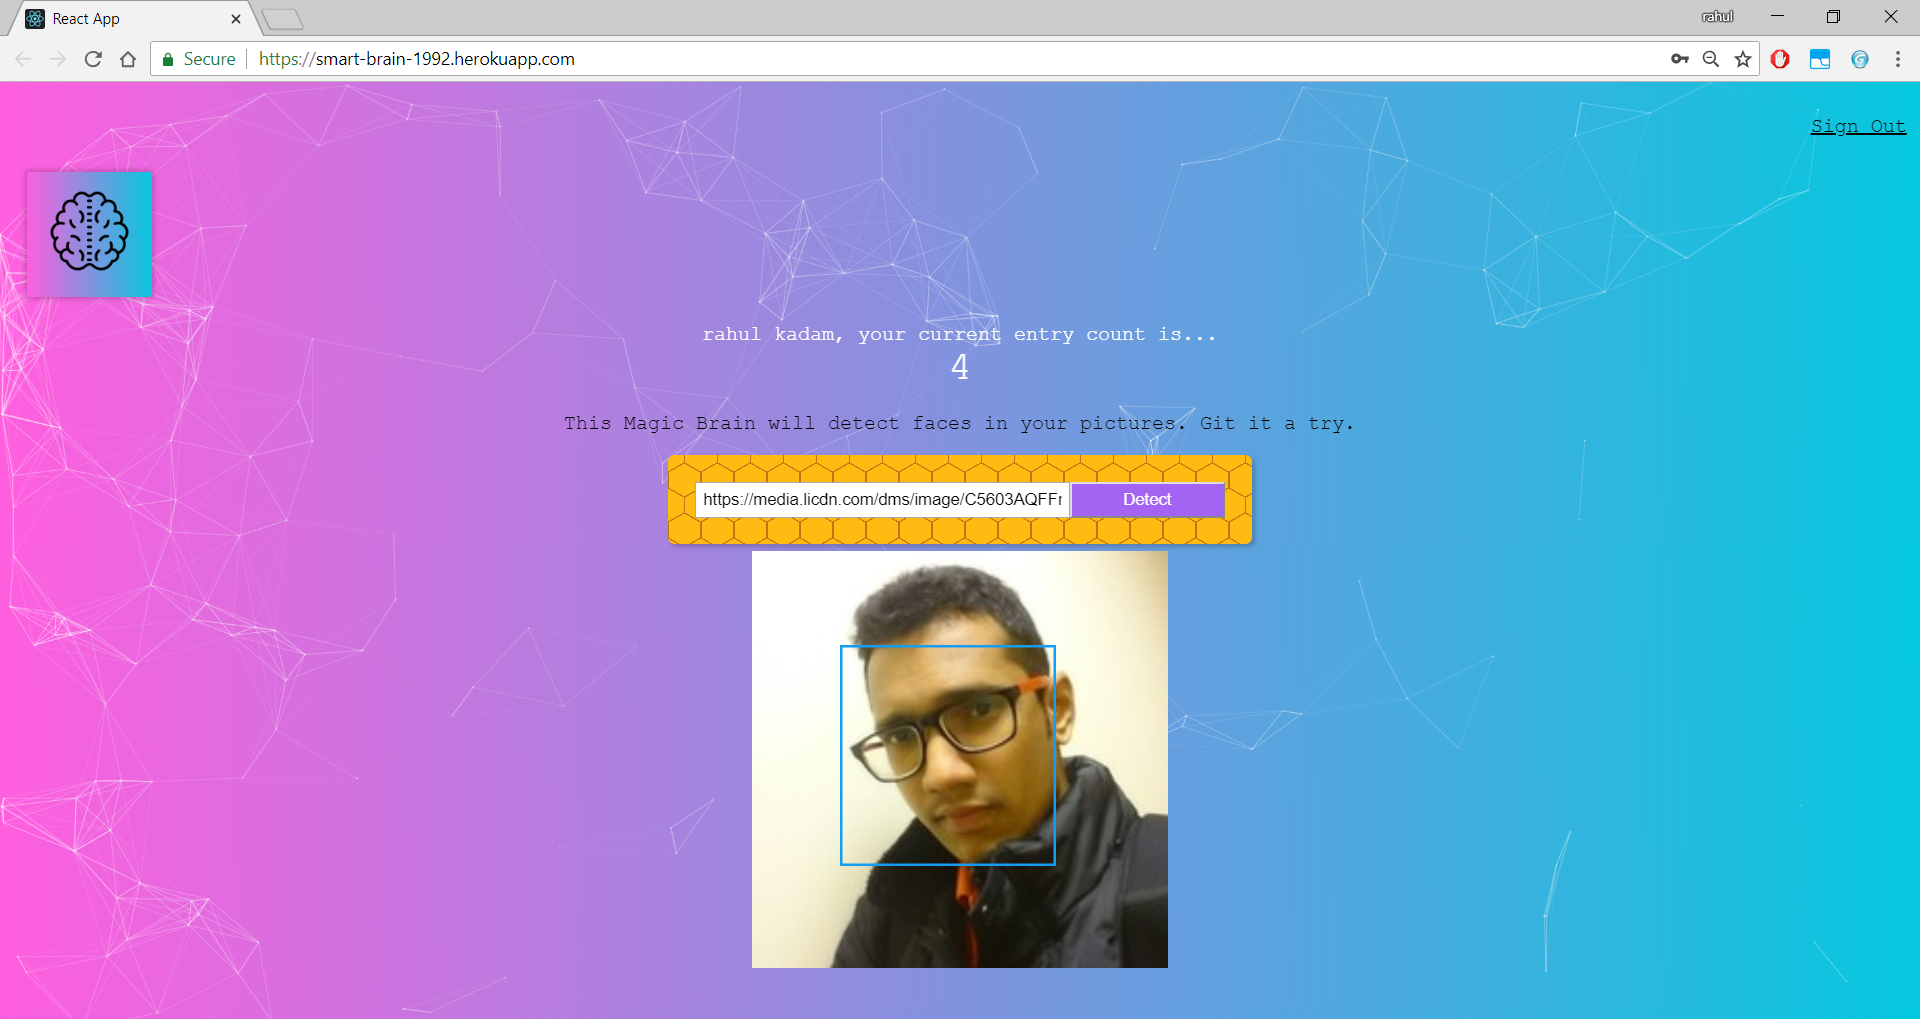 React App
rahul
Secure
https://smart-brain-1992.herokuapp.com
Sign Out
rahul kadam, your current entry count is...
4
This Magic Brain will detect faces in your pictures. Git it a try.
https://media.licdn.com/dms/image/C5603AQFFr
Detect